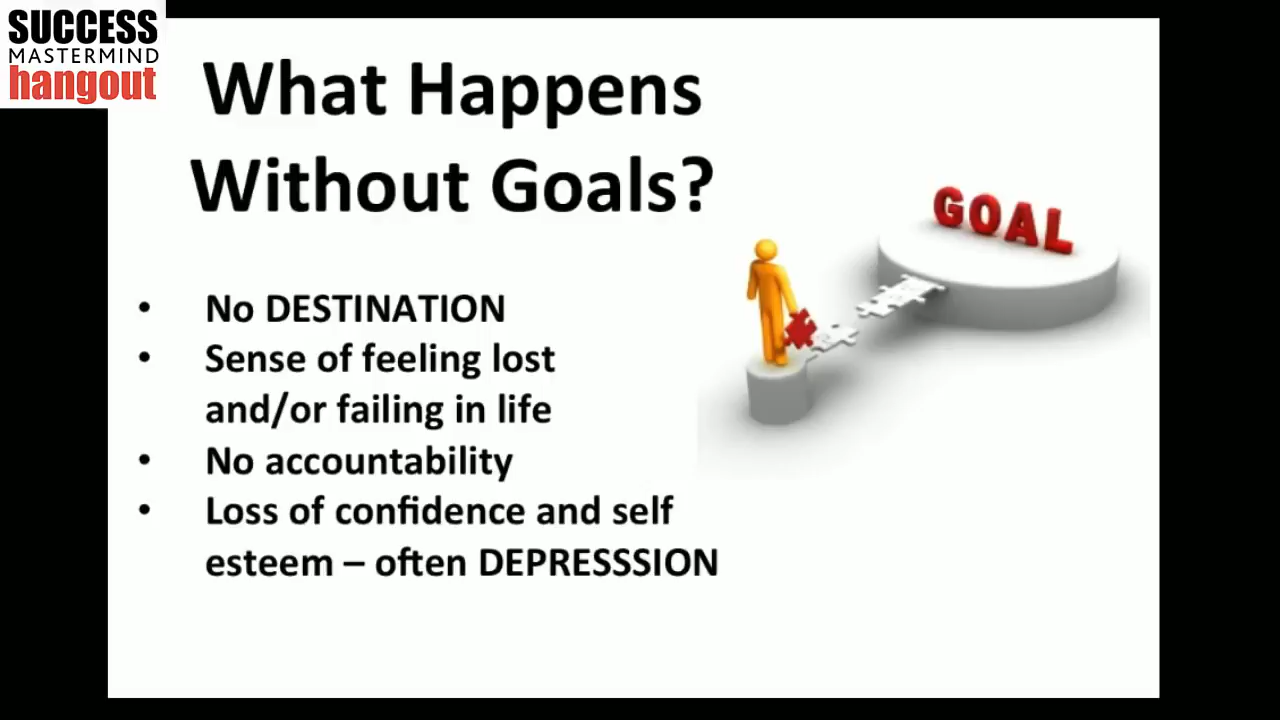 SUCCESS
MASTERMIND
hangout
What Happens
Without Goals?
GOAL
• No DESTINATION
• Sense of feeling lost
and/or failing in life
• No accountability
• Loss of confidence and self
esteem – often DEPRESSSION